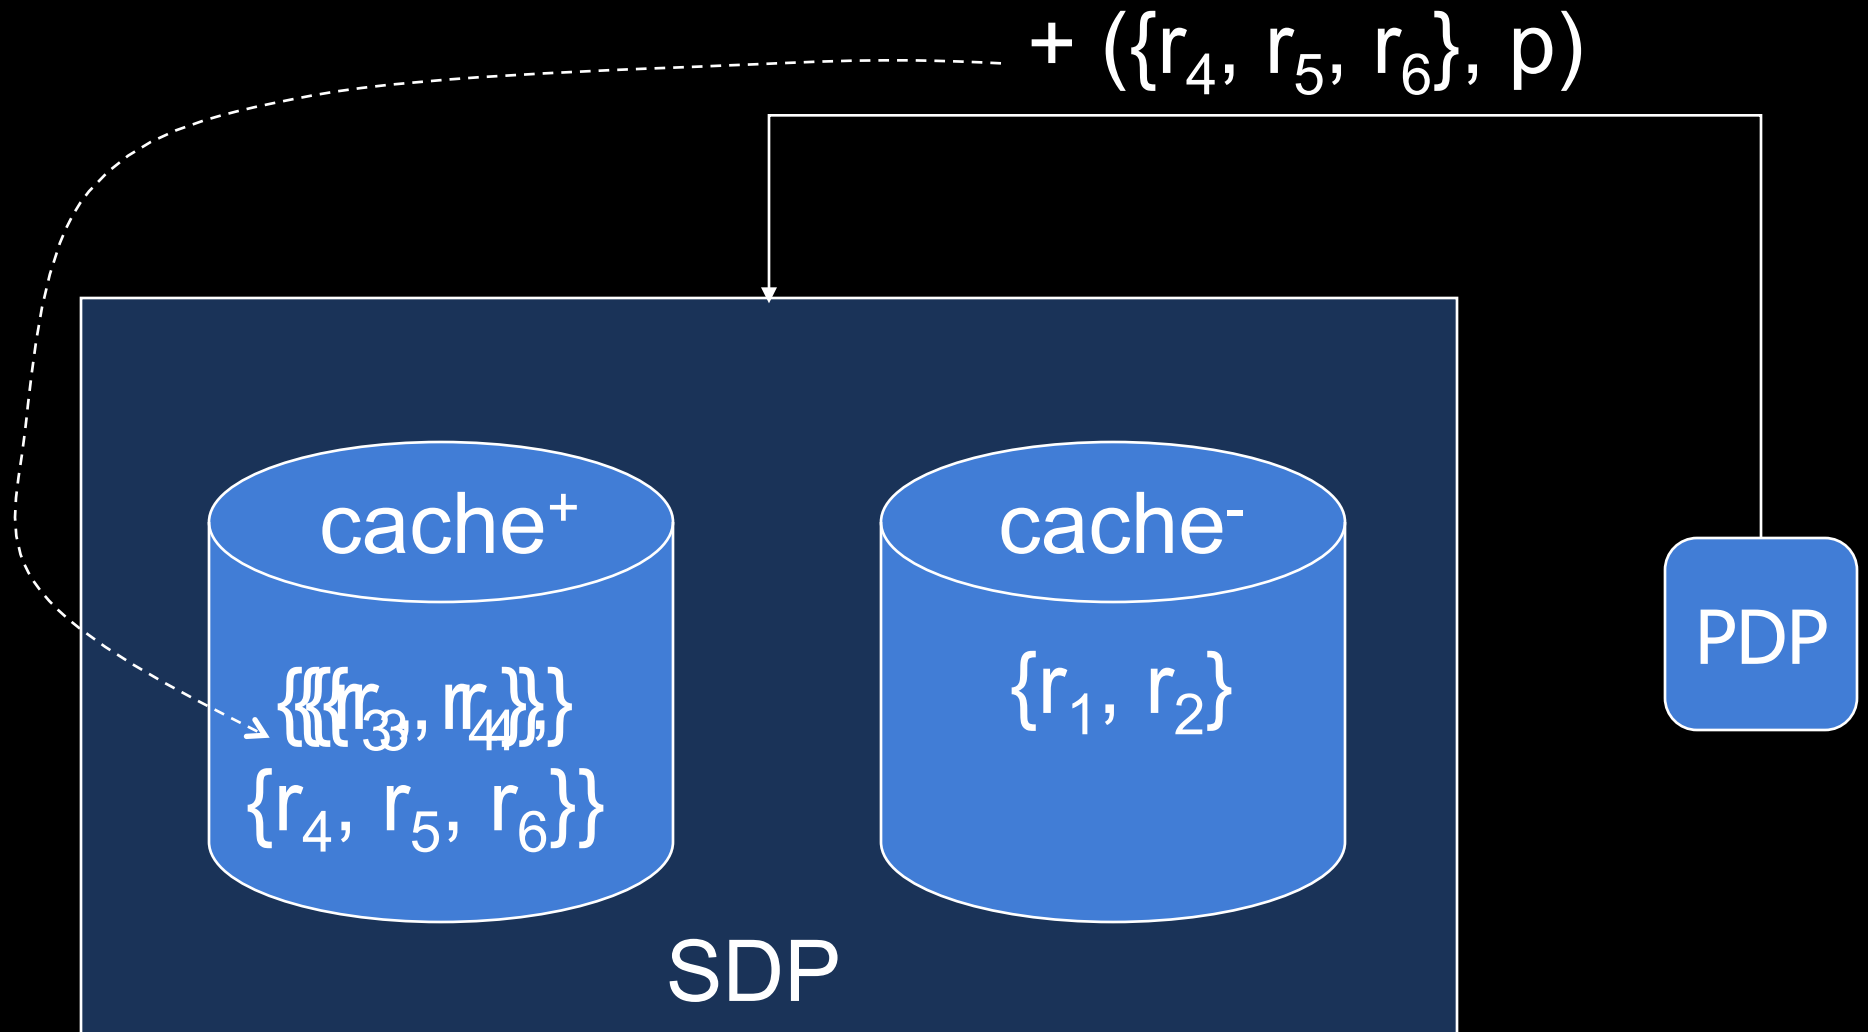 + ({r₄, r₅, r₆}, p)
cache⁺
cache⁻
{r₁, r₂}
PDP
{r₄, r₅, r₆}}
SDP